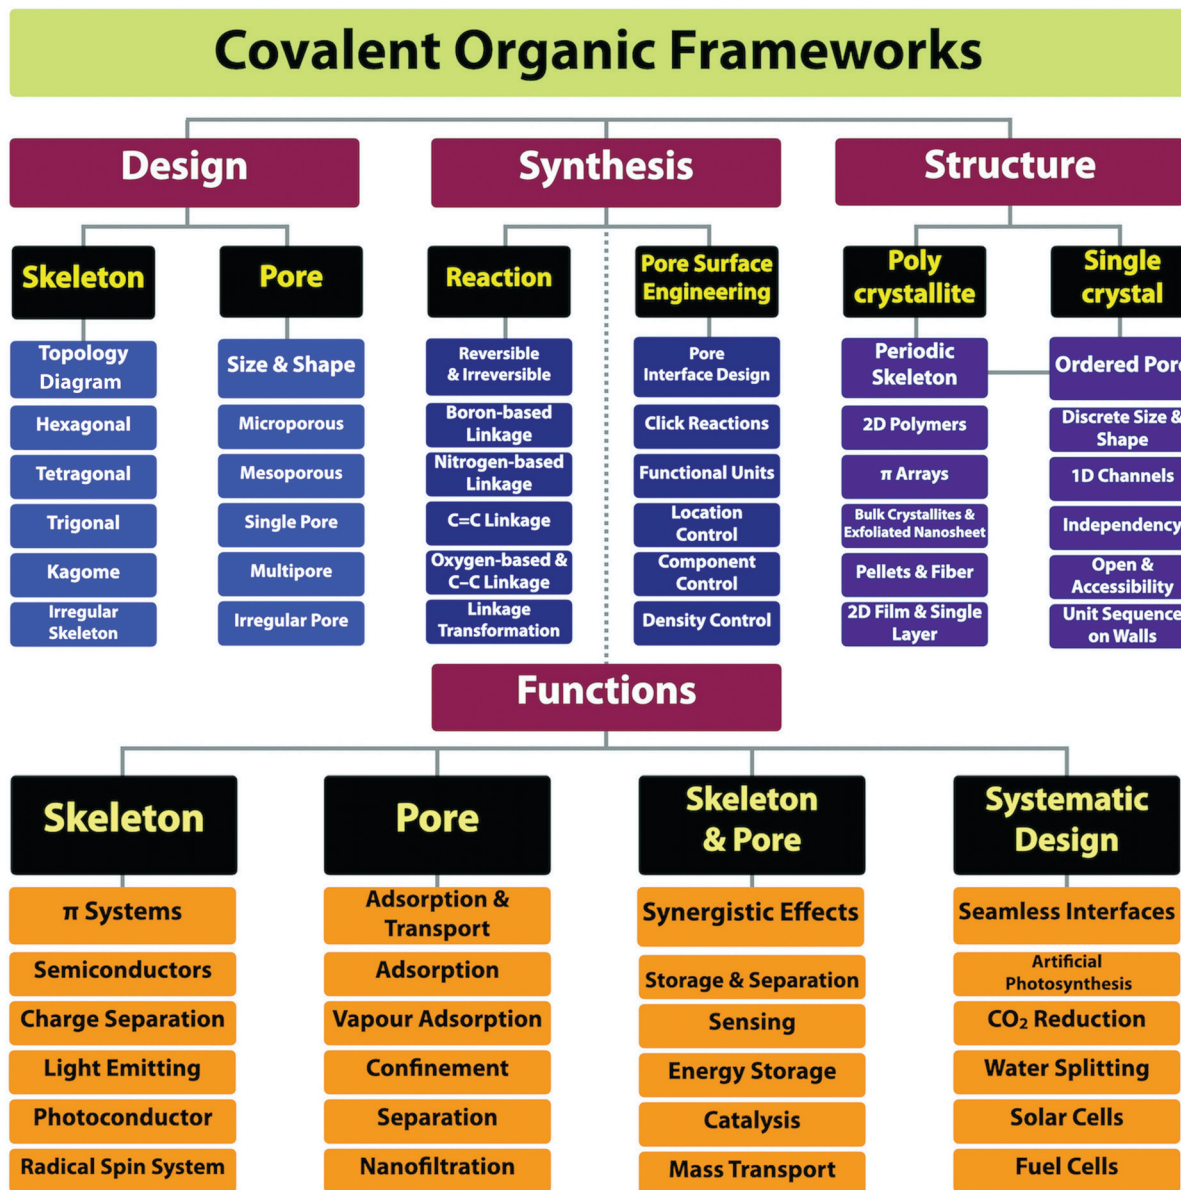 Covalent Organic Frameworks
Design
Synthesis
Structure
Skeleton
Pore
Reaction
Pore Surface
Engineering
Poly
crystallite
Single
crystal
Topology
Diagram
Hexagonal
Tetragonal
Trigonal
Kagome
Irregular
Skeleton
Size & Shape
Microporous
Mesoporous
Single Pore
Multipore
Irregular Pore
Reversible
& Irreversible
Boron-based
Linkage
Nitrogen-based
Linkage
C=C Linkage
Oxygen-based &
C–C Linkage
Linkage
Transformation
Pore
Interface Design
Click Reactions
Functional Units
Location
Control
Component
Control
Density Control
Periodic
Skeleton
2D Polymers
π Arrays
Bulk Crystallites &
Exfoliated Nanosheet
Pellets & Fiber
2D Film & Single
Layer
Ordered Pore
Discrete Size &
Shape
1D Channels
Independency
Open &
Accessibility
Unit Sequence
on Walls
Functions
Skeleton
Pore
Skeleton
& Pore
Systematic
Design
π Systems
Semiconductors
Charge Separation
Light Emitting
Photoconductor
Radical Spin System
Adsorption &
Transport
Adsorption
Vapour Adsorption
Confinement
Separation
Nanofiltration
Synergistic Effects
Storage & Separation
Sensing
Energy Storage
Catalysis
Mass Transport
Seamless Interfaces
Artificial
Photosynthesis
CO₂ Reduction
Water Splitting
Solar Cells
Fuel Cells